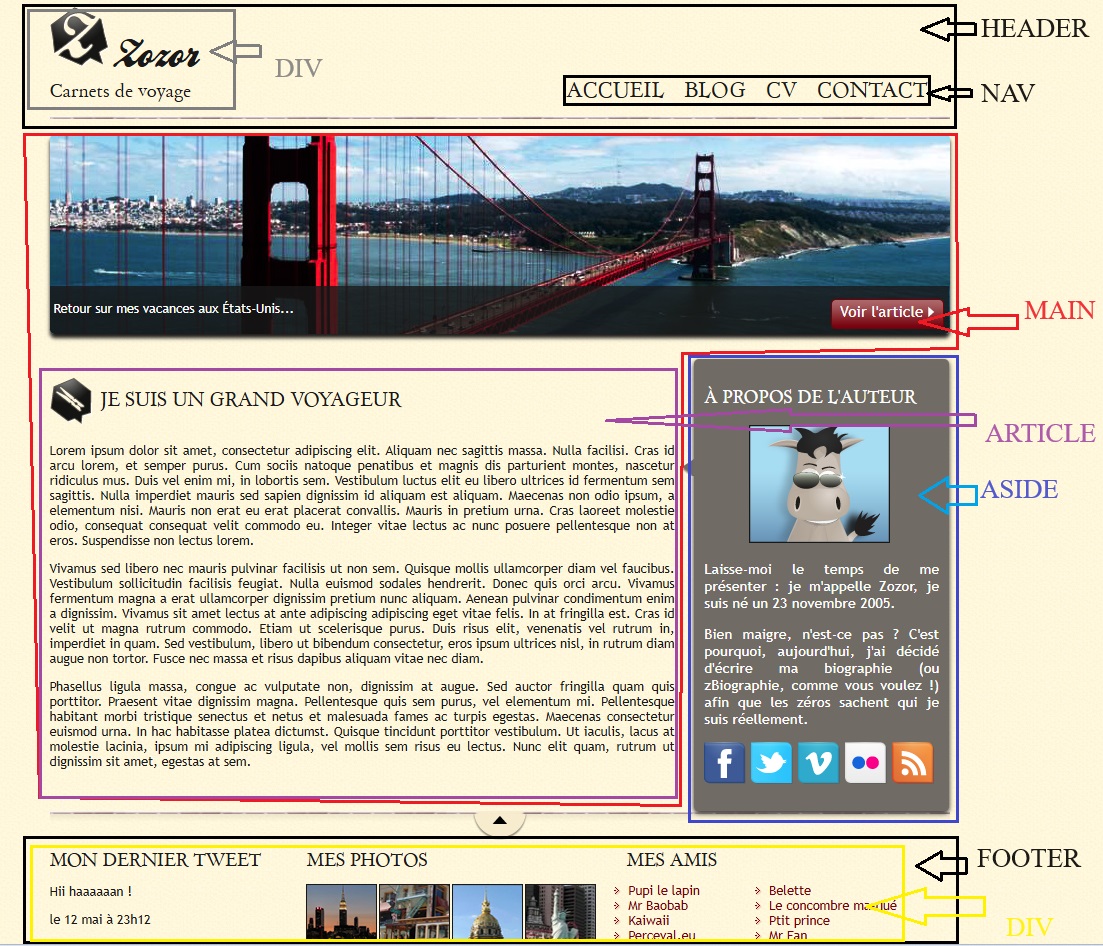 Zozor
Carnets de voyage
DIV
HEADER
ACCUEIL BLOG CV CONTACT
NAV
Retour sur mes vacances aux États-Unis...
Voir l'article
MAIN
JE SUIS UN GRAND VOYAGEUR
Lorem ipsum dolor sit amet, consectetur adipiscing elit. Aliquam nec sagittis massa. Nulla facilisi. Cras id
arcu lorem, et semper purus. Cum sociis natoque penatibus et magnis dis parturient montes, nascetur
ridiculus mus. Duis vel enim mi, in lobortis sem. Vestibulum luctus elit eu libero ultrices id fermentum sem
sagittis. Nulla imperdiet mauris sed sapien dignissim id aliquam est aliquam. Maecenas non odio ipsum, a
elementum nisi. Mauris non erat eu erat placerat convallis. Mauris in pretium urna. Cras laoreet molestie
odio, consequat consequat velit commodo eu. Integer vitae lectus ac nunc posuere pellentesque non at
eros. Suspendisse non lectus lorem.
Vivamus sed libero nec mauris pulvinar facilisis ut non sem. Quisque mollis ullamcorper diam vel faucibus.
Vestibulum sollicitudin facilisis feugiat. Nulla euismod sodales hendrerit. Donec quis orci arcu. Vivamus
fermentum magna a erat ullamcorper dignissim pretium nunc aliquam. Aenean pulvinar condimentum enim
a dignissim. Vivamus sit amet lectus at ante adipiscing adipiscing eget vitae felis. In at fringilla est. Cras id
velit ut magna rutrum commodo. Etiam ut scelerisque purus. Duis risus elit, venenatis vel rutrum in,
imperdiet in quam. Sed vestibulum, libero ut bibendum consectetur, eros ipsum ultrices nisl, in rutrum diam
augue non tortor. Fusce nec massa et risus dapibus aliquam vitae nec diam.
Phasellus ligula massa, congue ac vulputate non, dignissim at augue. Sed auctor fringilla quam quis
porttitor. Praesent vitae dignissim magna. Pellentesque quis sem purus, vel elementum mi. Pellentesque
habitant morbi tristique senectus et netus et malesuada fames ac turpis egestas. Maecenas consectetur
euismod urna. In hac habitasse platea dictumst. Quisque tincidunt porttitor vestibulum. Ut iaculis, lacus at
molestie lacinia, ipsum mi adipiscing ligula, vel mollis sem risus eu lectus. Nunc elit quam, rutrum ut
dignissim sit amet, egestas at sem.
À PROPOS DE L'AUTEUR
ARTICLE
ASIDE
Laisse-moi le temps de me
présenter : je m'appelle Zozor, je
suis né un 23 novembre 2005.
Bien maigre, n'est-ce pas ? C'est
pourquoi, aujourd'hui, j'ai décidé
d'écrire ma biographie (ou
zBiographie, comme vous voulez !)
afin que les zéros sachent qui je
suis réellement.
MON DERNIER TWEET
Hii haaaaaan !
le 12 mai à 23h12
MES PHOTOS
MES AMIS
Pupi le lapin
Mr Baobab
Kaiwaii
Perceval.eu
Belette
Le concombre masqué
Ptit prince
Mr Fan
FOOTER
DIV